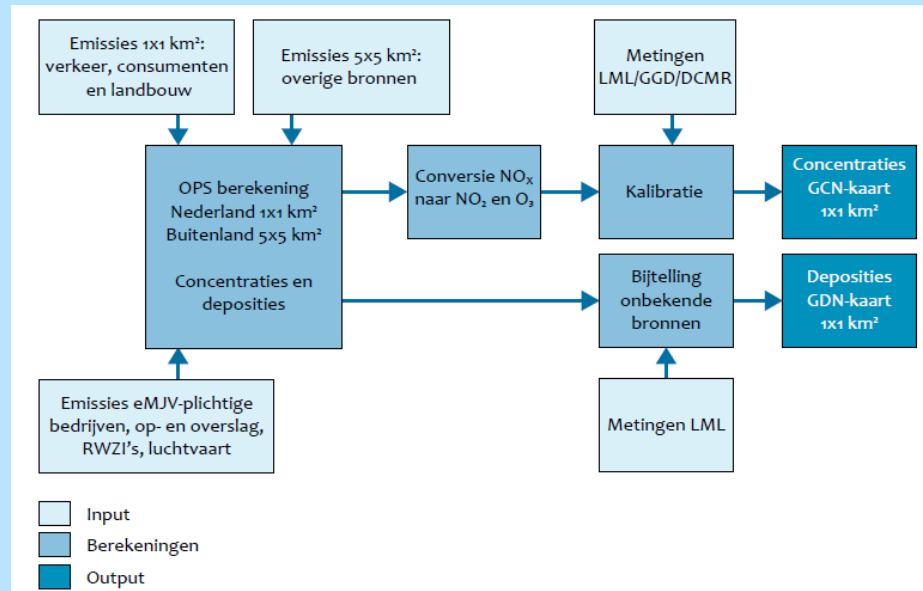 Emissies 1x1 km²:
verkeer, consumenten
en landbouw
Emissies 5x5 km²:
overige bronnen
Metingen
LML/GGD/DCMR
OPS berekening
Nederland 1x1 km²
Buitenland 5x5 km²
Concentraties en
deposities
Conversie NOₓ
naar NO₂ en O₃
Kalibratie
Concentraties
GCN-kaart
1x1 km²
Bijtelling
onbekende
bronnen
Deposities
GDN-kaart
1x1 km²
Emissies eMJV-plichtige
bedrijven, op- en overslag,
RWZI's, luchtvaart
Metingen LML
Input
Berekeningen
Output